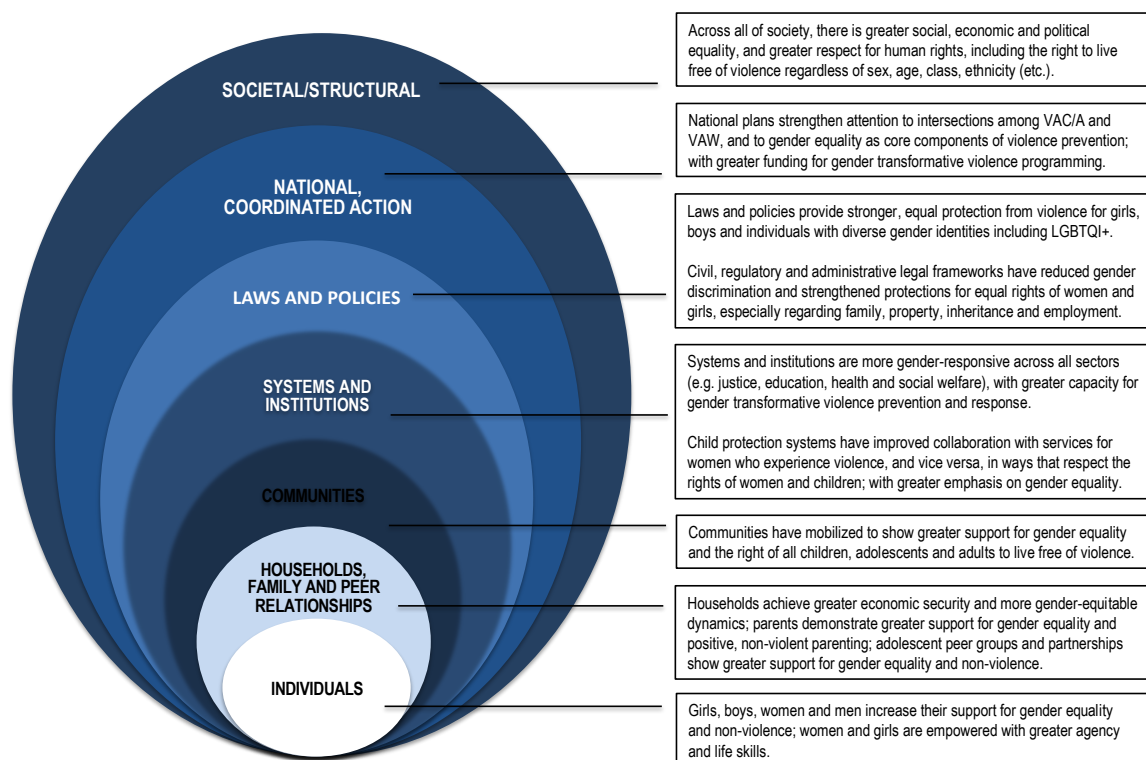 SOCIETAL/STRUCTURAL
NATIONAL,
COORDINATED ACTION
LAWS AND POLICIES
SYSTEMS AND
INSTITUTIONS
COMMUNITIES
HOUSEHOLDS,
FAMILY AND PEER
RELATIONSHIPS
INDIVIDUALS
Across all of society, there is greater social, economic and political
equality, and greater respect for human rights, including the right to live
free of violence regardless of sex, age, class, ethnicity (etc.).
National plans strengthen attention to intersections among VAC/A and
VAW, and to gender equality as core components of violence prevention;
with greater funding for gender transformative violence programming.
Laws and policies provide stronger, equal protection from violence for girls,
boys and individuals with diverse gender identities including LGBTQI+.
Civil, regulatory and administrative legal frameworks have reduced gender
discrimination and strengthened protections for equal rights of women and
girls, especially regarding family, property, inheritance and employment.
Systems and institutions are more gender-responsive across all sectors
(e.g. justice, education, health and social welfare), with greater capacity for
gender transformative violence prevention and response.
Child protection systems have improved collaboration with services for
women who experience violence, and vice versa, in ways that respect the
rights of women and children; with greater emphasis on gender equality.
Communities have mobilized to show greater support for gender equality
and the right of all children, adolescents and adults to live free of violence.
Households achieve greater economic security and more gender-equitable
dynamics; parents demonstrate greater support for gender equality and
positive, non-violent parenting; adolescent peer groups and partnerships
show greater support for gender equality and non-violence.
Girls, boys, women and men increase their support for gender equality
and non-violence; women and girls are empowered with greater agency
and life skills.